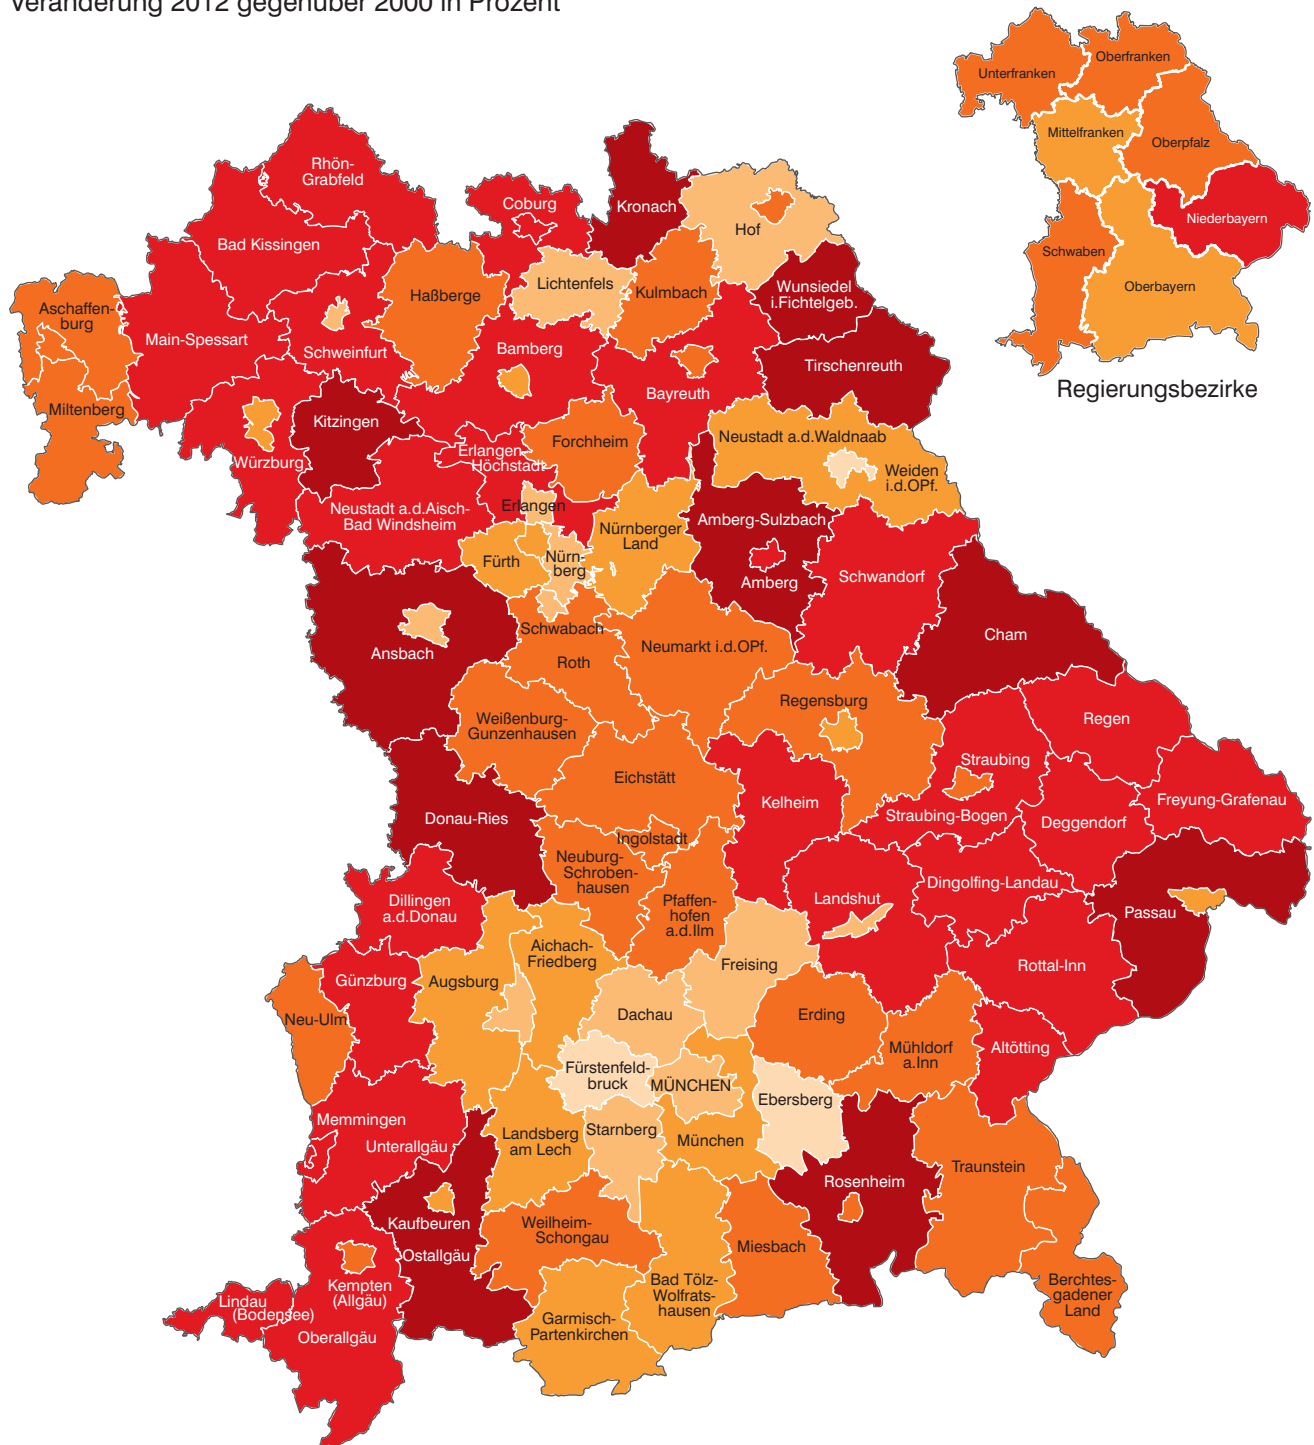 Veränderung 2012 gegenüber 2000 in Prozent
Unterfranken
Oberfranken
Mittelfranken
Oberpfalz
Niederbayern
Schwaben
Oberbayern
Regierungsbezirke
Rhön-
Grabfeld
Coburg
Kronach
Hof
Bad Kissingen
Lichtenfels
Kulmbach
Wunsiedel
i.Fichtelgeb.
Haßberge
Aschaffen-
burg
Main-Spessart
Schweinfurt
Bamberg
Bayreuth
Tirschenreuth
Miltenberg
Kitzingen
Würzburg
Forchheim
Erlangen-
Höchstadt
Neustadt a.d.Waldnaab
Weiden
i.d.OPf.
Neustadt a.d.Aisch-
Bad Windsheim
Erlangen
Nürnberger
Land
Amberg-Sulzbach
Amberg
Fürth
Nürn-
berg
Schwandorf
Ansbach
Schwabach
Roth
Neumarkt i.d.OPf.
Cham
Weißenburg-
Gunzenhausen
Regensburg
Regen
Eichstätt
Straubing
Kelheim
Straubing-Bogen
Deggendorf
Freyung-Grafenau
Donau-Ries
Ingolstadt
Neuburg-
Schroben-
hausen
Pfaffen-
hofen
a.d.Ilm
Landshut
Dingolfing-Landau
Passau
Dillingen
a.d.Donau
Aichach-
Friedberg
Freising
Rottal-Inn
Günzburg
Augsburg
Neu-Ulm
Dachau
Erding
Mühldorf
a.Inn
Altötting
Fürstenfeld-
bruck
MÜNCHEN
Ebersberg
Memmingen
Unterallgäu
Landsberg
am Lech
Starnberg
München
Traunstein
Rosenheim
Kaufbeuren
Ostallgäu
Weilheim-
Schongau
Miesbach
Kempten
(Allgäu)
Lindau
(Bodensee)
Oberallgäu
Bad Tölz-
Wolfrats-
hausen
Garmisch-
Partenkirchen
Berchtes-
gadener
Land